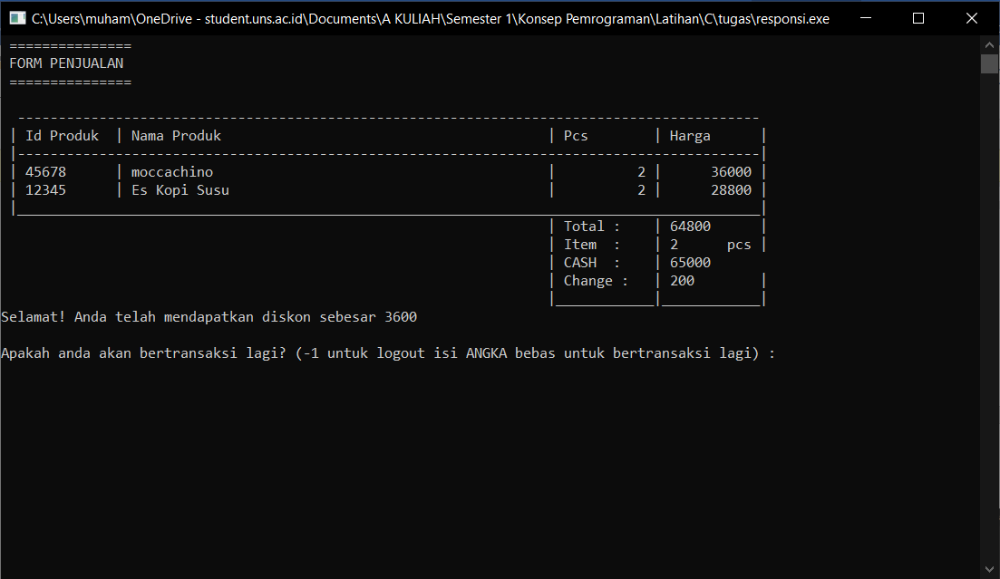 C:\Users\muham\OneDrive - student.uns.ac.id\Documents\A KULIAH\Semester 1\Konsep Pemrograman\Latihan\C\tugas\responsi.exe
===============
FORM PENJUALAN
===============
-------------------------------------------------------------------------------------------
| Id Produk | Nama Produk | Pcs | Harga |
|-------------------------------------------------------------------------------------------|
| 45678 | moccachino | 2 | 36000 |
| 12345 | Es Kopi Susu | 2 | 28800 |
|___________________________________________________________________________________________|
| Total : | 64800 |
| Item : | 2 pcs |
| CASH : | 65000
| Change : | 200 |
|____________|____________|
Selamat! Anda telah mendapatkan diskon sebesar 3600
Apakah anda akan bertransaksi lagi? (-1 untuk logout isi ANGKA bebas untuk bertransaksi lagi) :